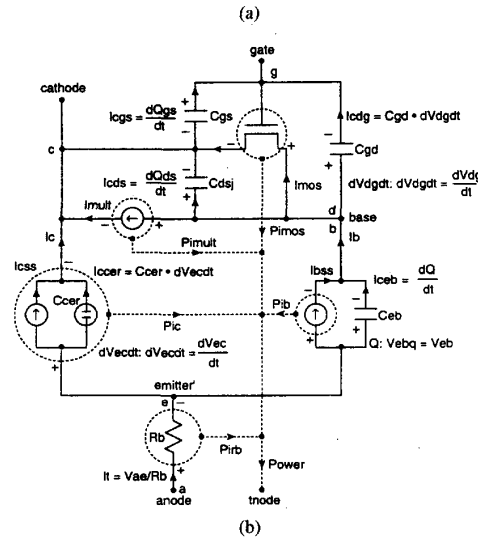 (a)
gate
g
cathode
Icgs = dQgs/dt
+
Cgs
−
Icdg = Cgd • dVdgdt
−
Cgd
+
c
−
+
Icds = dQds/dt
−
Cdsj
+
Imos
dVdgdt: dVdgdt = dVdg/dt
Imult
−
+
d
base
b
Ic
Pimult
Pimos
Ib
Icss
−
Iccer = Ccer • dVecdt
Ccer
Ibss
−
Iceb = dQ/dt
−
Pic
Pib
Ceb
+
+
dVecdt: dVecdt = dVec/dt
Q: Vebq = Veb
+
emitter'
e
−
Rb
Pirb
+
Power
It = Vae/Rb
a
anode
tnode
(b)